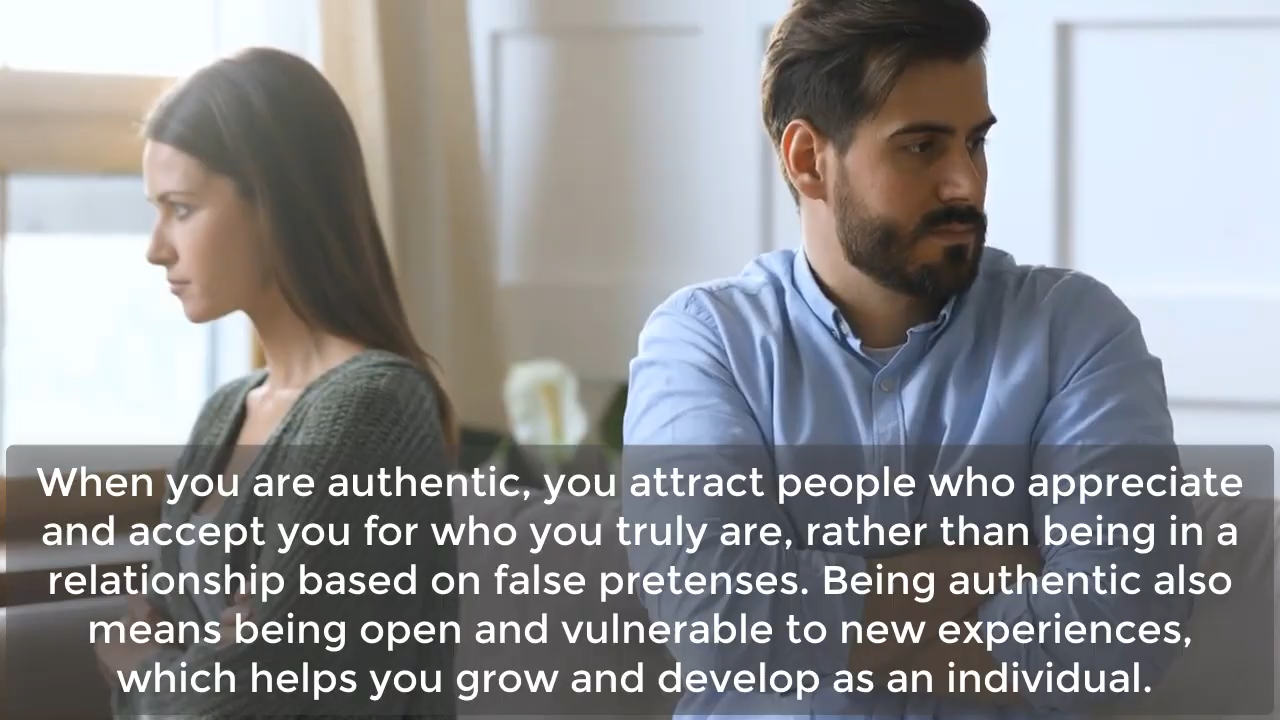 When you are authentic, you attract people who appreciate
and accept you for who you truly are, rather than being in a
relationship based on false pretenses. Being authentic also
means being open and vulnerable to new experiences,
which helps you grow and develop as an individual.